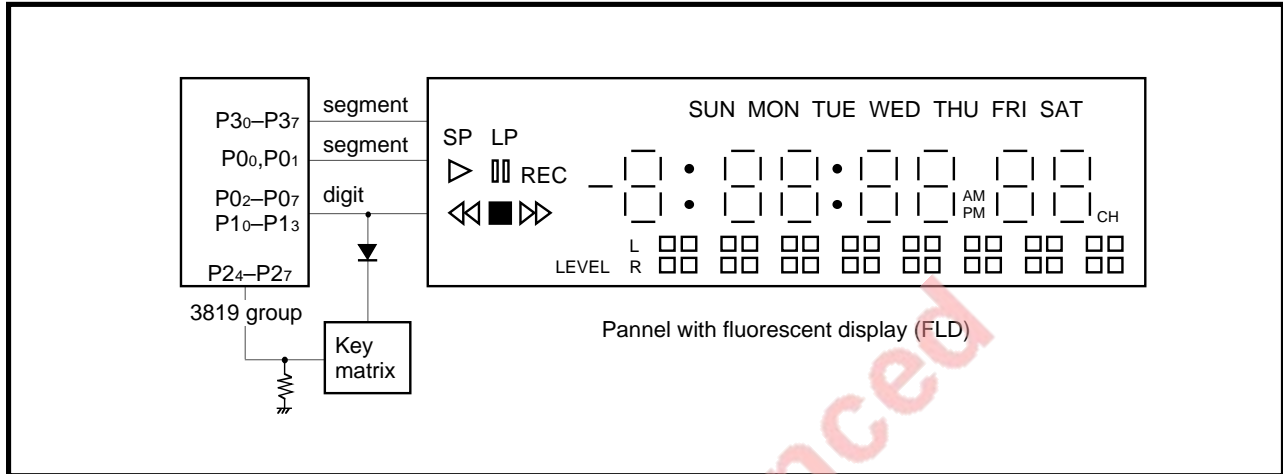 P30–P37
segment
P00,P01
segment
P02–P07
P10–P13
digit
P24–P27
3819 group
Key
matrix
SUN MON TUE WED THU FRI SAT
SP LP
REC
AM
PM
CH
L
LEVEL R
Pannel with fluorescent display (FLD)